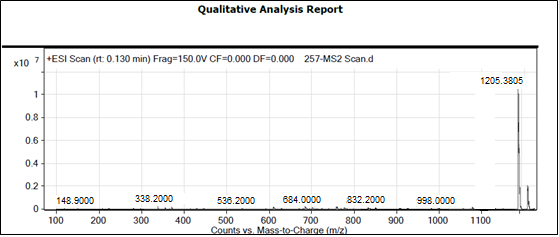 Qualitative Analysis Report
+ESI Scan (rt: 0.130 min) Frag=150.0V CF=0.000 DF=0.000 257-MS2 Scan.d
x10 7
1205.3805
1
0.8
0.6
0.4
0.2
0
148.9000 338.2000 536.2000 684.0000 832.2000 998.0000
100 200 300 400 500 600 700 800 900 1000 1100
Counts vs. Mass-to-Charge (m/z)